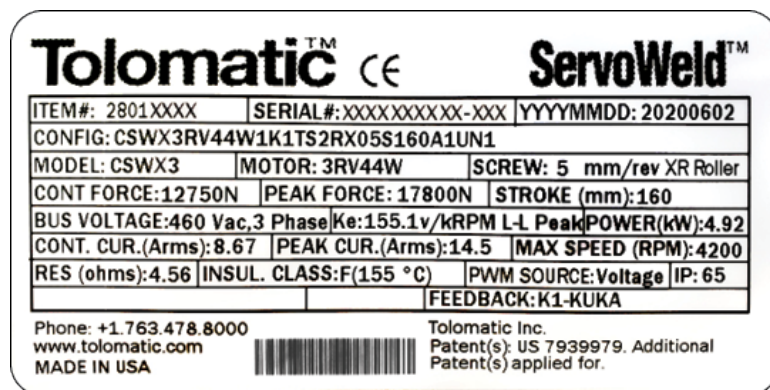 Tolomatic™ CE ServoWeld™
ITEM#: 2801XXXX SERIAL#: XXXXXXXXXX-XXX YYYYMMDD: 20200602
CONFIG: CSWX3RV44W1K1TS2RX05S160A1UN1
MODEL: CSWX3 MOTOR: 3RV44W SCREW: 5 mm/rev XR Roller
CONT FORCE:12750N PEAK FORCE: 17800N STROKE (mm):160
BUS VOLTAGE:460 Vac,3 Phase Ke:155.1v/kRPM L-L Peak POWER(kW):4.92
CONT. CUR.(Arms):8.67 PEAK CUR.(Arms):14.5 MAX SPEED (RPM):4200
RES (ohms):4.56 INSUL. CLASS:F(155 °C) PWM SOURCE:Voltage IP: 65
FEEDBACK:K1-KUKA
Phone: +1.763.478.8000
www.tolomatic.com
MADE IN USA
Tolomatic Inc.
Patent(s): US 7939979. Additional
Patent(s) applied for.